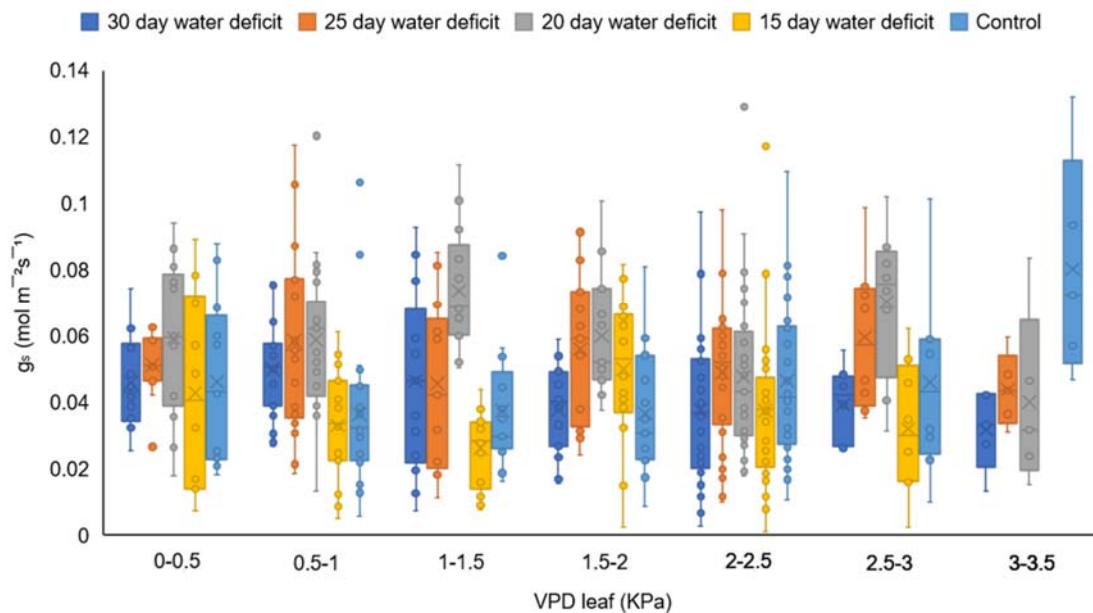 30 day water deficit 25 day water deficit 20 day water deficit 15 day water deficit Control
0.14
0.12
0.1
0.08
0.06
0.04
0.02
0
gs (mol m⁻²s⁻¹)
0-0.5 0.5-1 1-1.5 1.5-2 2-2.5 2.5-3 3-3.5
VPD leaf (KPa)